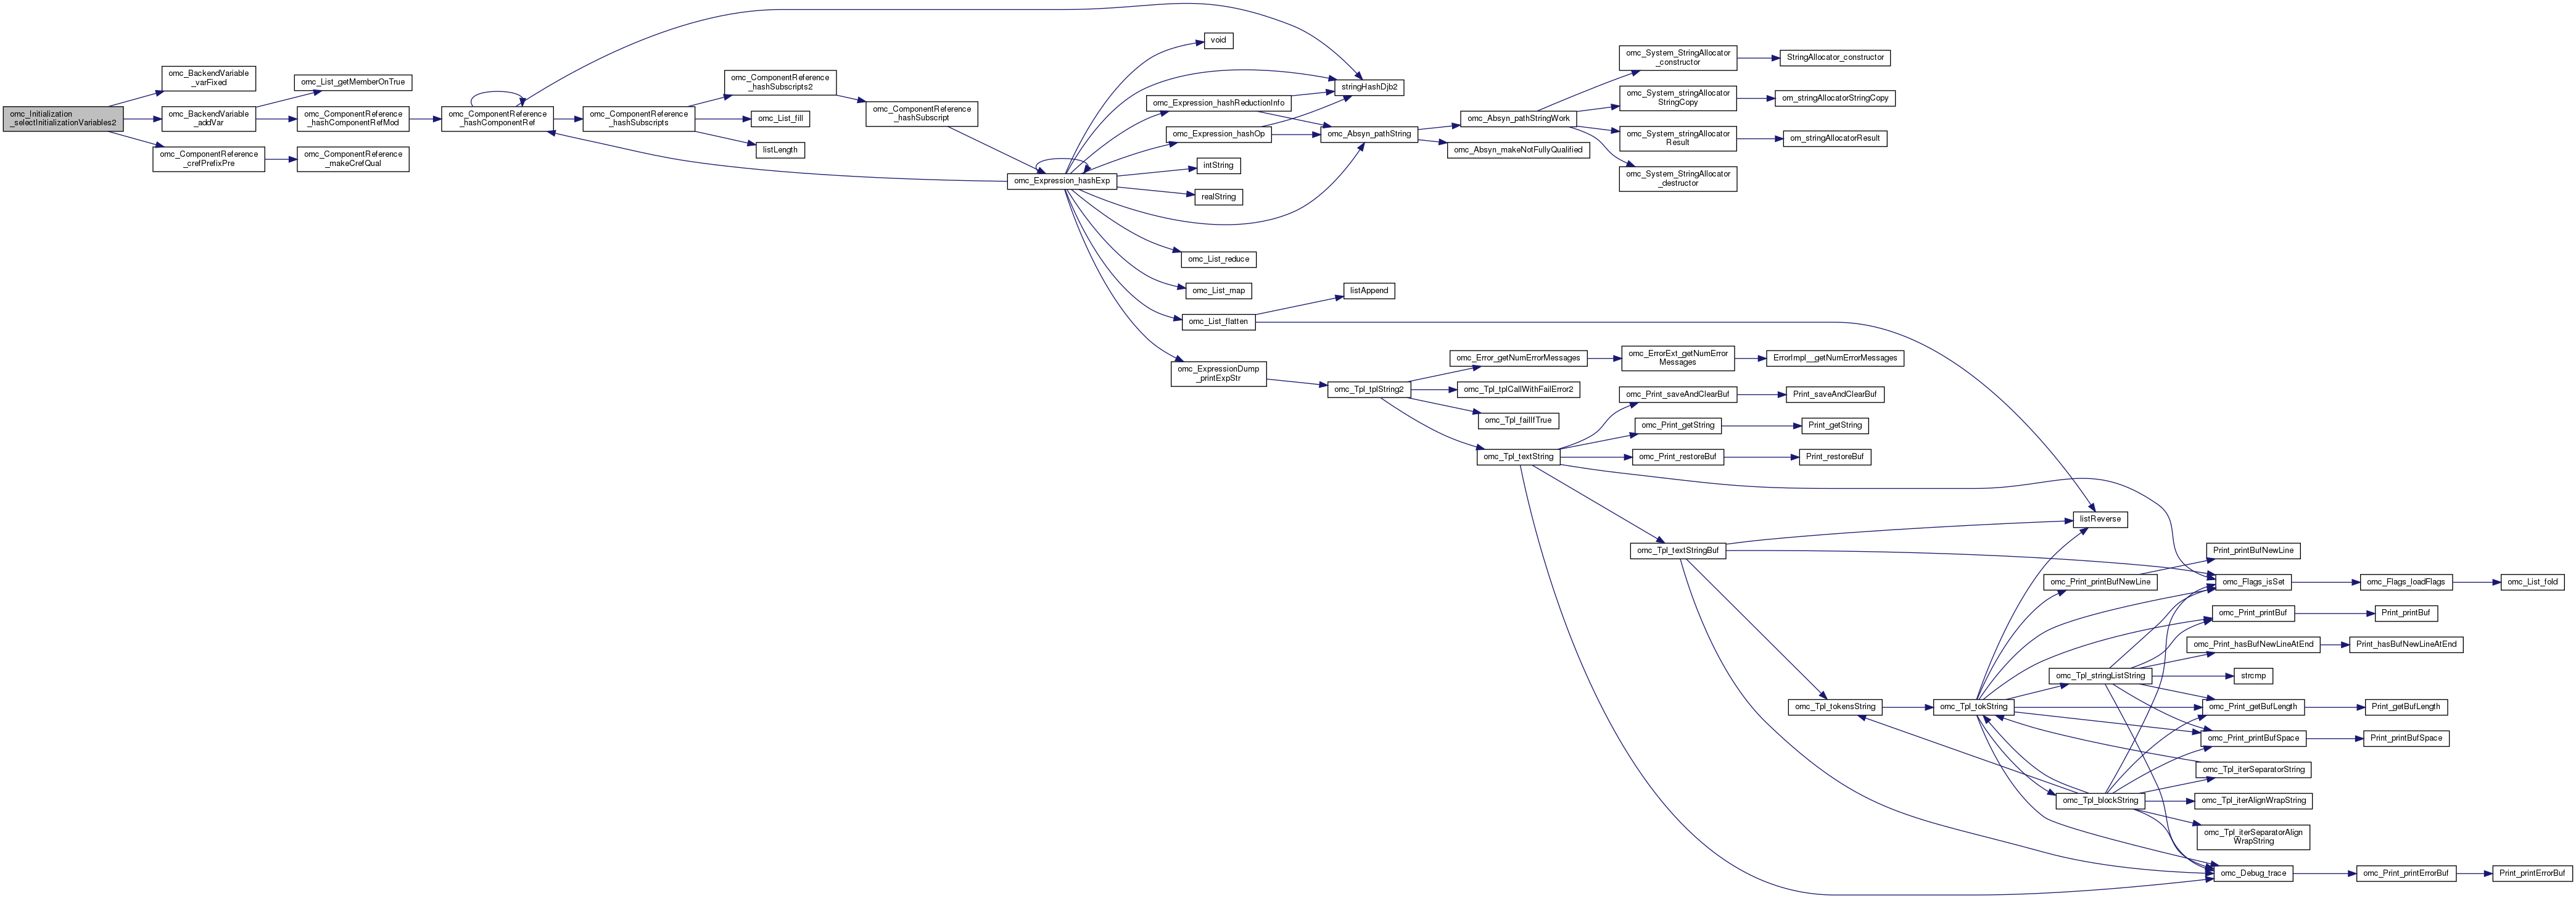 omc_Initialization
_selectInitializationVariables2
omc_BackendVariable
_varFixed
omc_BackendVariable
_addVar
omc_ComponentReference
_crefPrefixPre
omc_List_getMemberOnTrue
omc_ComponentReference
_hashComponentRefMod
omc_ComponentReference
_makeCrefQual
omc_ComponentReference
_hashComponentRef
omc_ComponentReference
_hashSubscripts
omc_ComponentReference
_hashSubscripts2
omc_List_fill
listLength
omc_ComponentReference
_hashSubscript
omc_Expression_hashExp
void
stringHashDjb2
omc_Expression_hashReductionInfo
omc_Expression_hashOp
intString
realString
omc_List_reduce
omc_List_map
omc_List_flatten
omc_ExpressionDump
_printExpStr
omc_Absyn_pathString
listAppend
omc_Tpl_tplString2
omc_Absyn_pathStringWork
omc_Absyn_makeNotFullyQualified
omc_System_StringAllocator
_constructor
omc_System_stringAllocator
StringCopy
omc_System_stringAllocator
Result
omc_System_StringAllocator
_destructor
StringAllocator_constructor
om_stringAllocatorStringCopy
om_stringAllocatorResult
omc_Error_getNumErrorMessages
omc_Tpl_tplCallWithFailError2
omc_Tpl_failIfTrue
omc_Tpl_textString
omc_ErrorExt_getNumError
Messages
ErrorImpl__getNumErrorMessages
omc_Print_saveAndClearBuf
Print_saveAndClearBuf
omc_Print_getString
Print_getString
omc_Print_restoreBuf
Print_restoreBuf
omc_Tpl_textStringBuf
listReverse
omc_Tpl_tokensString
omc_Tpl_tokString
omc_Print_printBufNewLine
Print_printBufNewLine
omc_Flags_isSet
omc_Flags_loadFlags
omc_List_fold
omc_Print_printBuf
Print_printBuf
omc_Print_hasBufNewLineAtEnd
Print_hasBufNewLineAtEnd
omc_Tpl_stringListString
strcmp
omc_Print_getBufLength
Print_getBufLength
omc_Print_printBufSpace
Print_printBufSpace
omc_Tpl_iterSeparatorString
omc_Tpl_blockString
omc_Tpl_iterAlignWrapString
omc_Tpl_iterSeparatorAlign
WrapString
omc_Debug_trace
omc_Print_printErrorBuf
Print_printErrorBuf